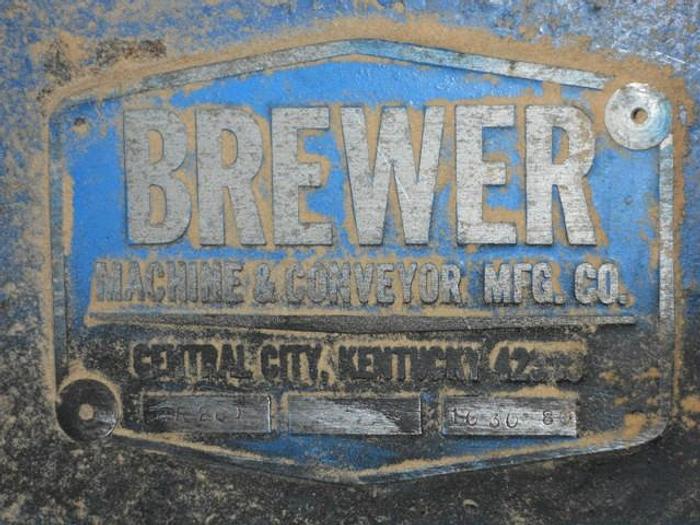 BREWER
MACHINE & CONVEYOR MFG. CO.
CENTRAL CITY, KENTUCKY